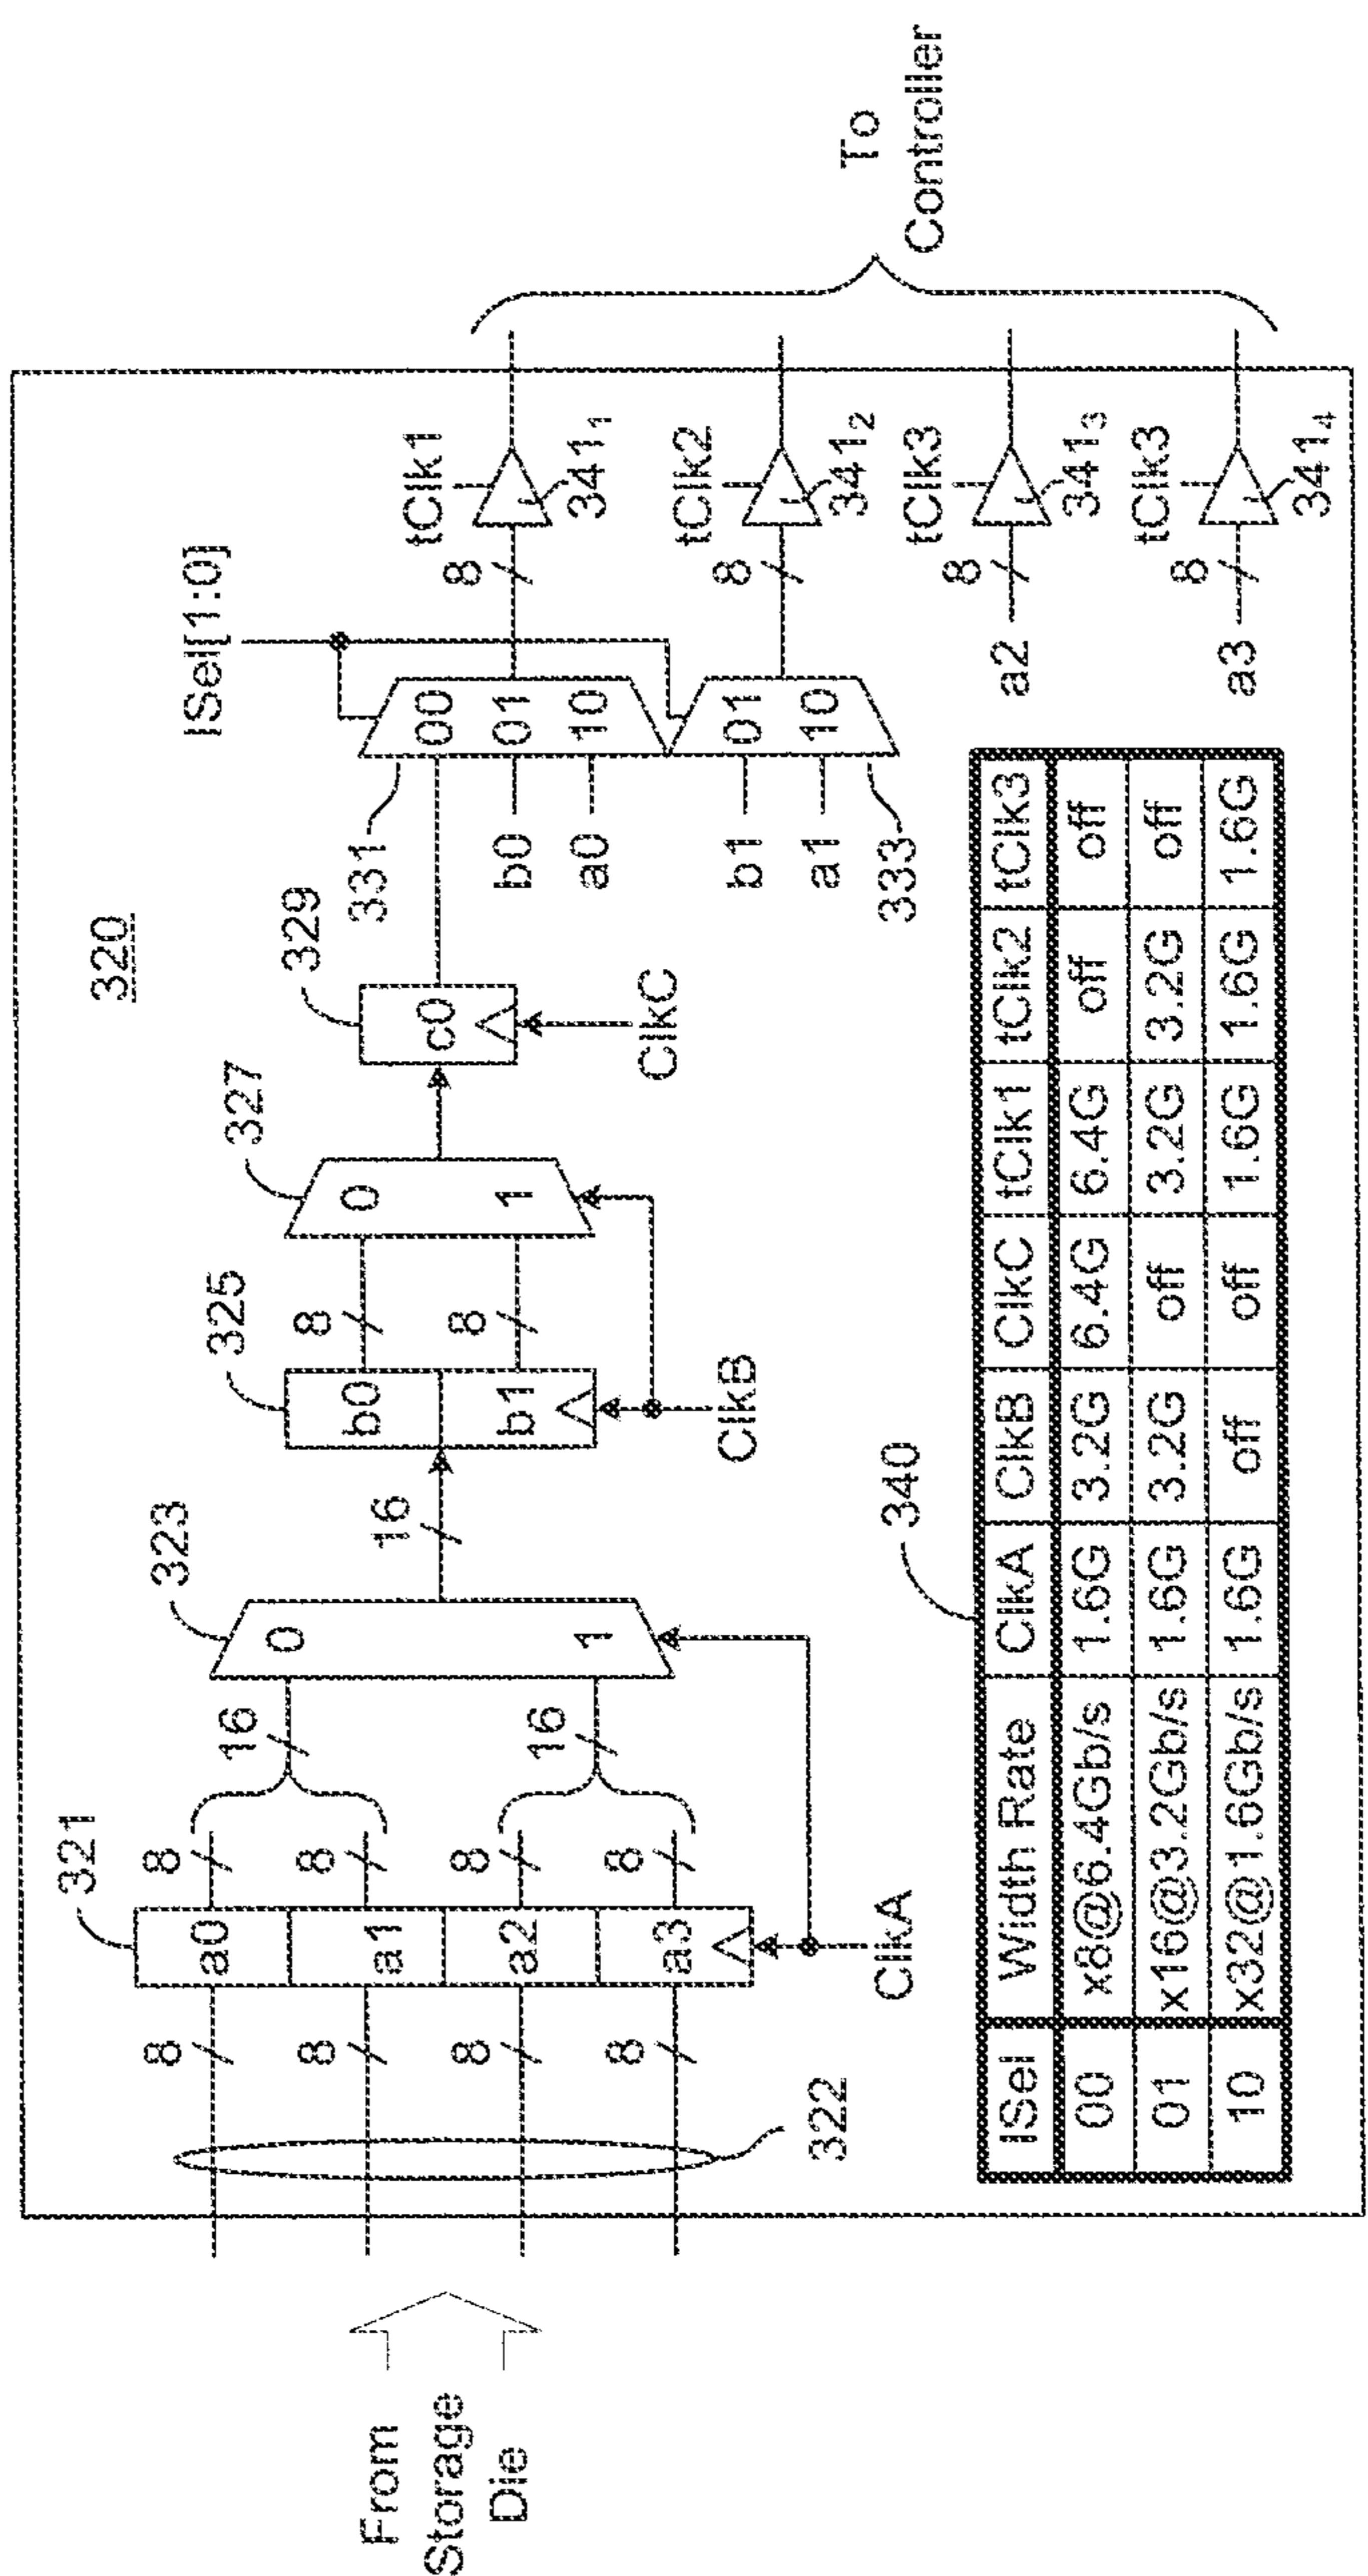 320
From
Storage
Die
322
8
8
8
8
321
a0
a1
a2
a3
ClkA
8
8
8
8
16
16
323
0
1
16
325
b0
b1
ClkB
8
8
327
0
1
329
c0
ClkC
331
00
01
10
b0
a0
333
01
10
b1
a1
ISel[1:0]
8
tClk1
341₁
8
tClk2
341₂
a2
8
tClk3
341₃
a3
8
tClk3
341₄
To
Controller
340
ISel Width Rate ClkA ClkB ClkC tClk1 tClk2 tClk3
00 x8@6.4Gb/s 1.6G 3.2G 6.4G 6.4G off off
01 x16@3.2Gb/s 1.6G 3.2G off 3.2G 3.2G off
10 x32@1.6Gb/s 1.6G off off 1.6G 1.6G 1.6G